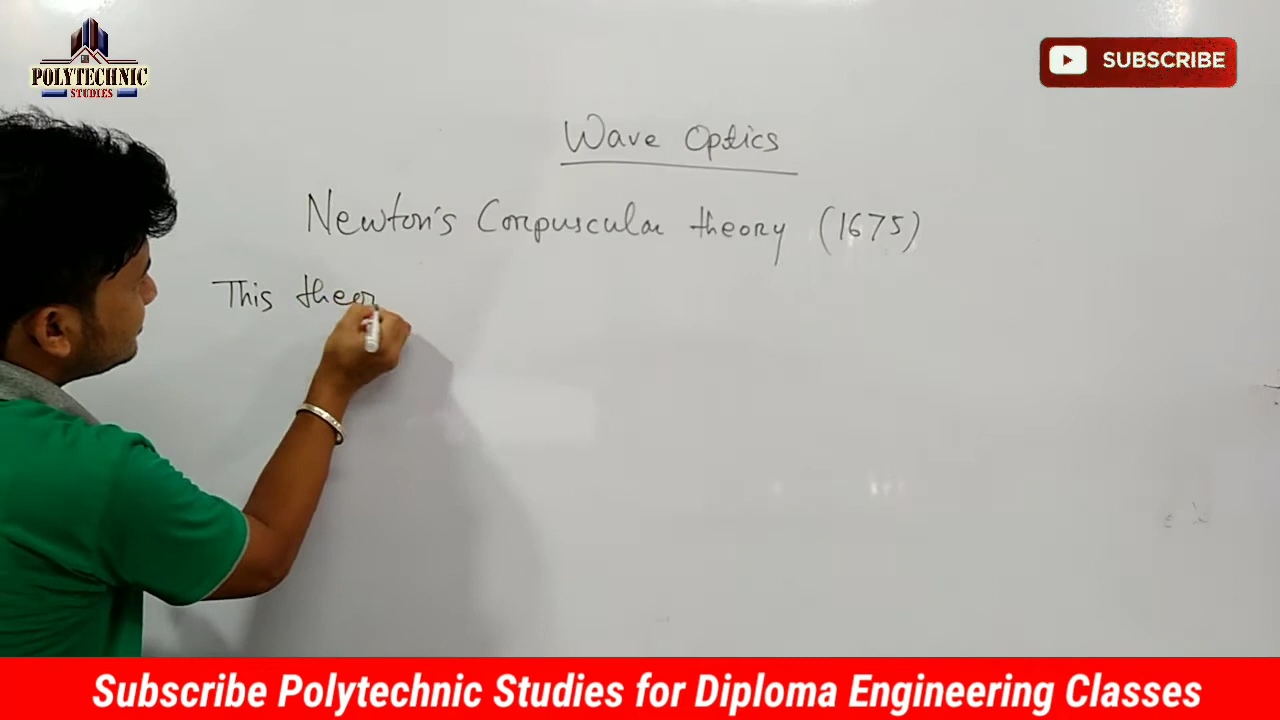 POLYTECHNIC
STUDIES
SUBSCRIBE
Wave Optics
Newton's Corpuscular theory (1675)
This theor
Subscribe Polytechnic Studies for Diploma Engineering Classes